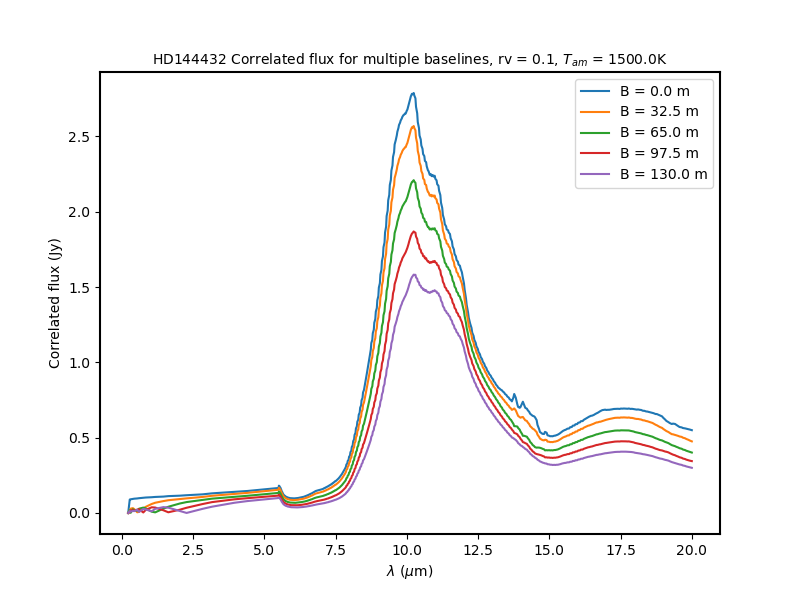 HD144432 Correlated flux for multiple baselines, rv = 0.1, T_am = 1500.0K
B = 0.0 m
B = 32.5 m
B = 65.0 m
B = 97.5 m
B = 130.0 m
Correlated flux (Jy)
2.5
2.0
1.5
1.0
0.5
0.0
0.0 2.5 5.0 7.5 10.0 12.5 15.0 17.5 20.0
λ (μm)